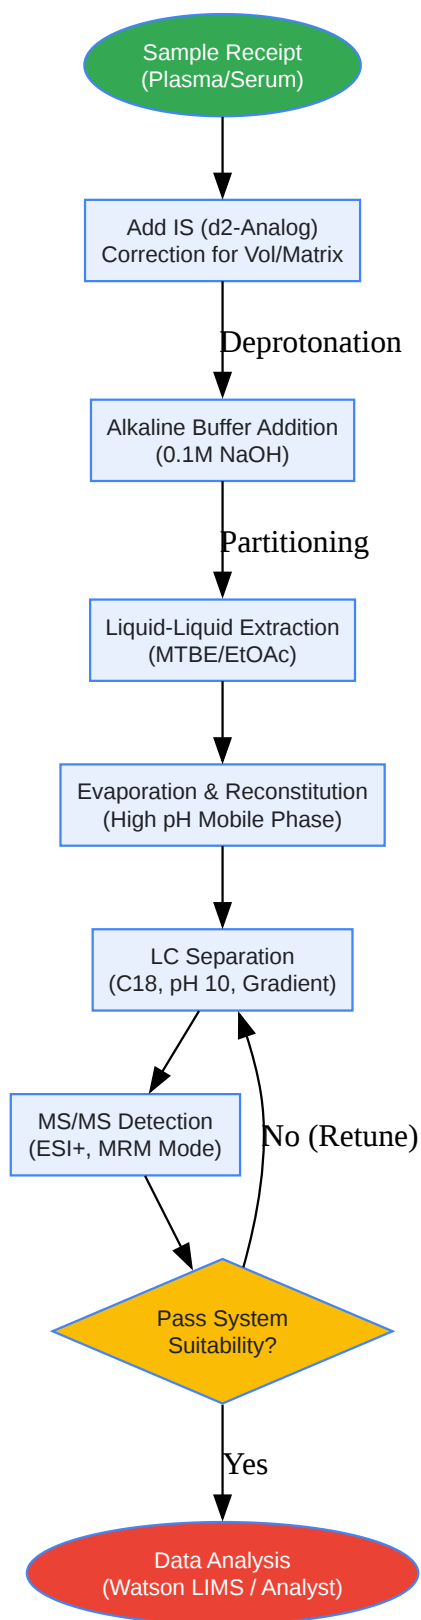 Sample Receipt
(Plasma/Serum)
Add IS (d2-Analog)
Correction for Vol/Matrix
Deprotonation
Alkaline Buffer Addition
(0.1M NaOH)
Partitioning
Liquid-Liquid Extraction
(MTBE/EtOAc)
Evaporation & Reconstitution
(High pH Mobile Phase)
LC Separation
(C18, pH 10, Gradient)
MS/MS Detection
(ESI+, MRM Mode)
No (Retune)
Pass System
Suitability?
Yes
Data Analysis
(Watson LIMS / Analyst)